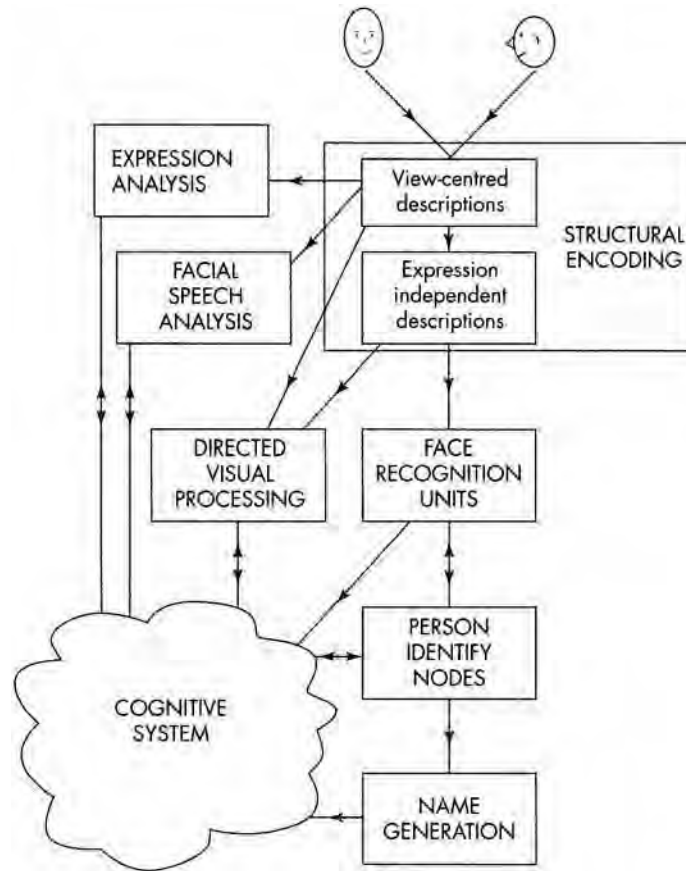 EXPRESSION
ANALYSIS
View-centred
descriptions
STRUCTURAL
ENCODING
FACIAL
SPEECH
ANALYSIS
Expression
independent
descriptions
DIRECTED
VISUAL
PROCESSING
FACE
RECOGNITION
UNITS
PERSON
IDENTIFY
NODES
COGNITIVE
SYSTEM
NAME
GENERATION